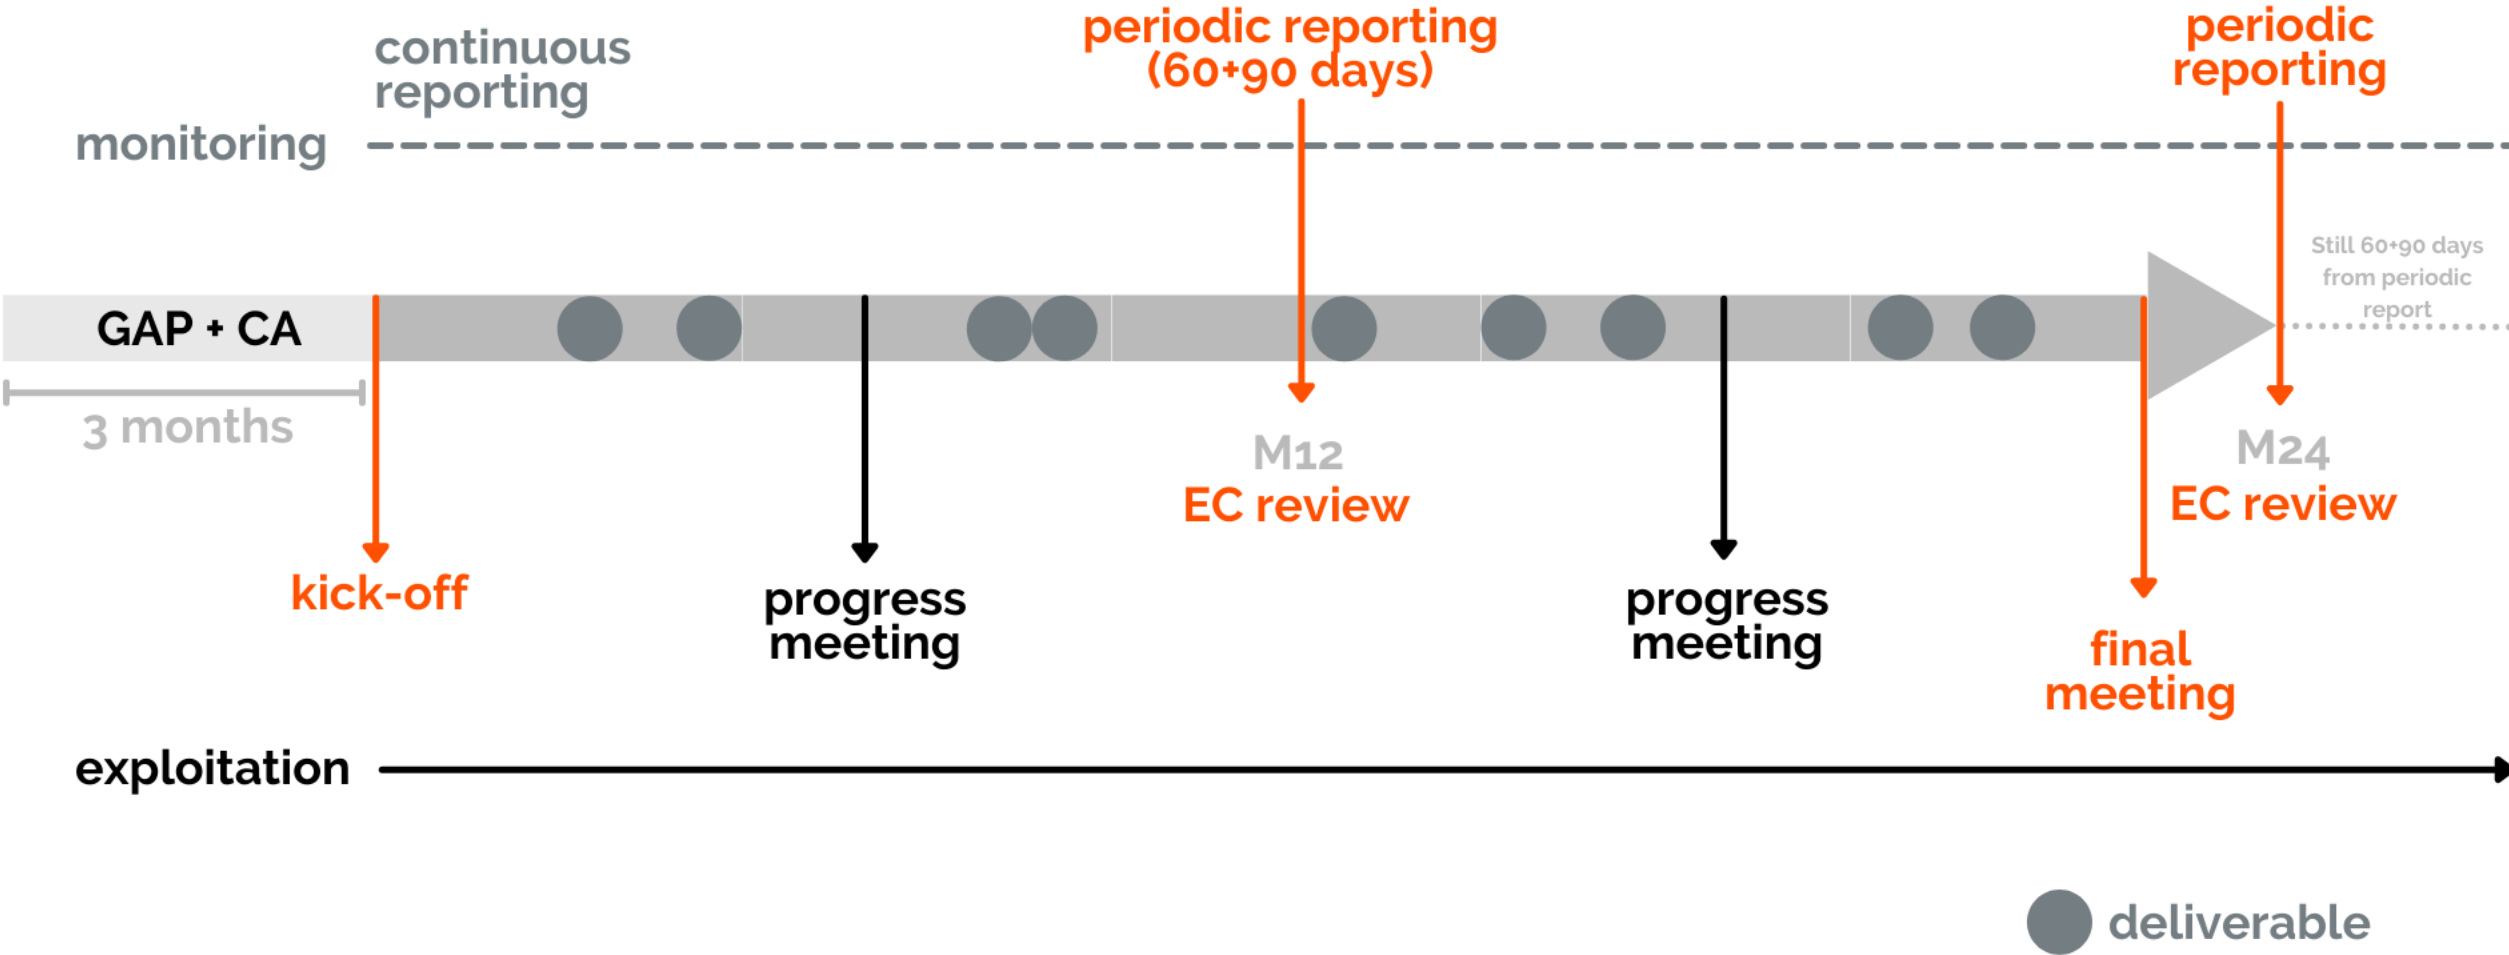 continuous
reporting
periodic reporting
(60+90 days)
periodic
reporting
monitoring
Still 60+90 days
from periodic
report
GAP + CA
3 months
M12
EC review
M24
EC review
kick-off
progress
meeting
progress
meeting
final
meeting
exploitation
deliverable